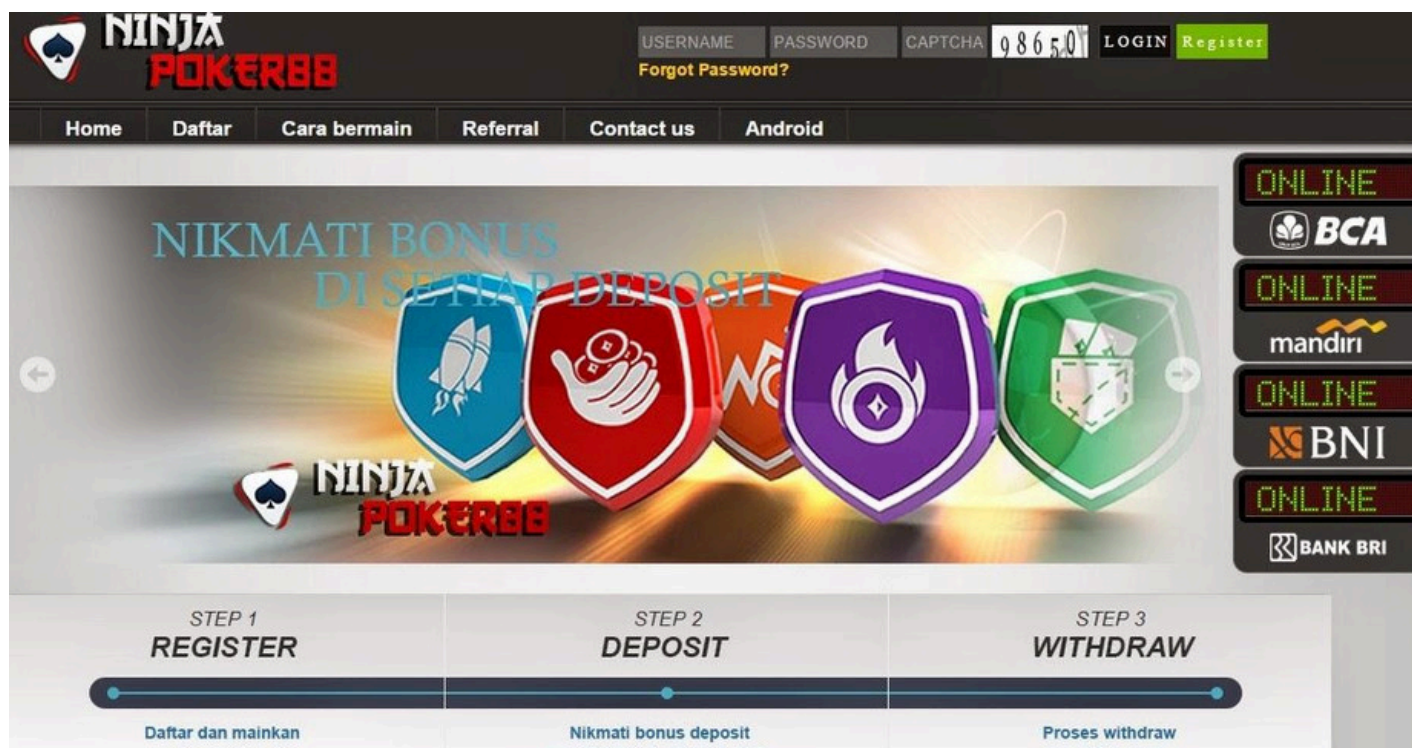 NINJA
POKER88
USERNAME PASSWORD CAPTCHA LOGIN Register
Forgot Password?
Home Daftar Cara bermain Referral Contact us Android
NIKMATI BONUS
DI SETIAP DEPOSIT
NINJA
POKER88
ONLINE
BCA
ONLINE
mandiri
ONLINE
BNI
ONLINE
BANK BRI
STEP 1
REGISTER
Daftar dan mainkan
STEP 2
DEPOSIT
Nikmati bonus deposit
STEP 3
WITHDRAW
Proses withdraw